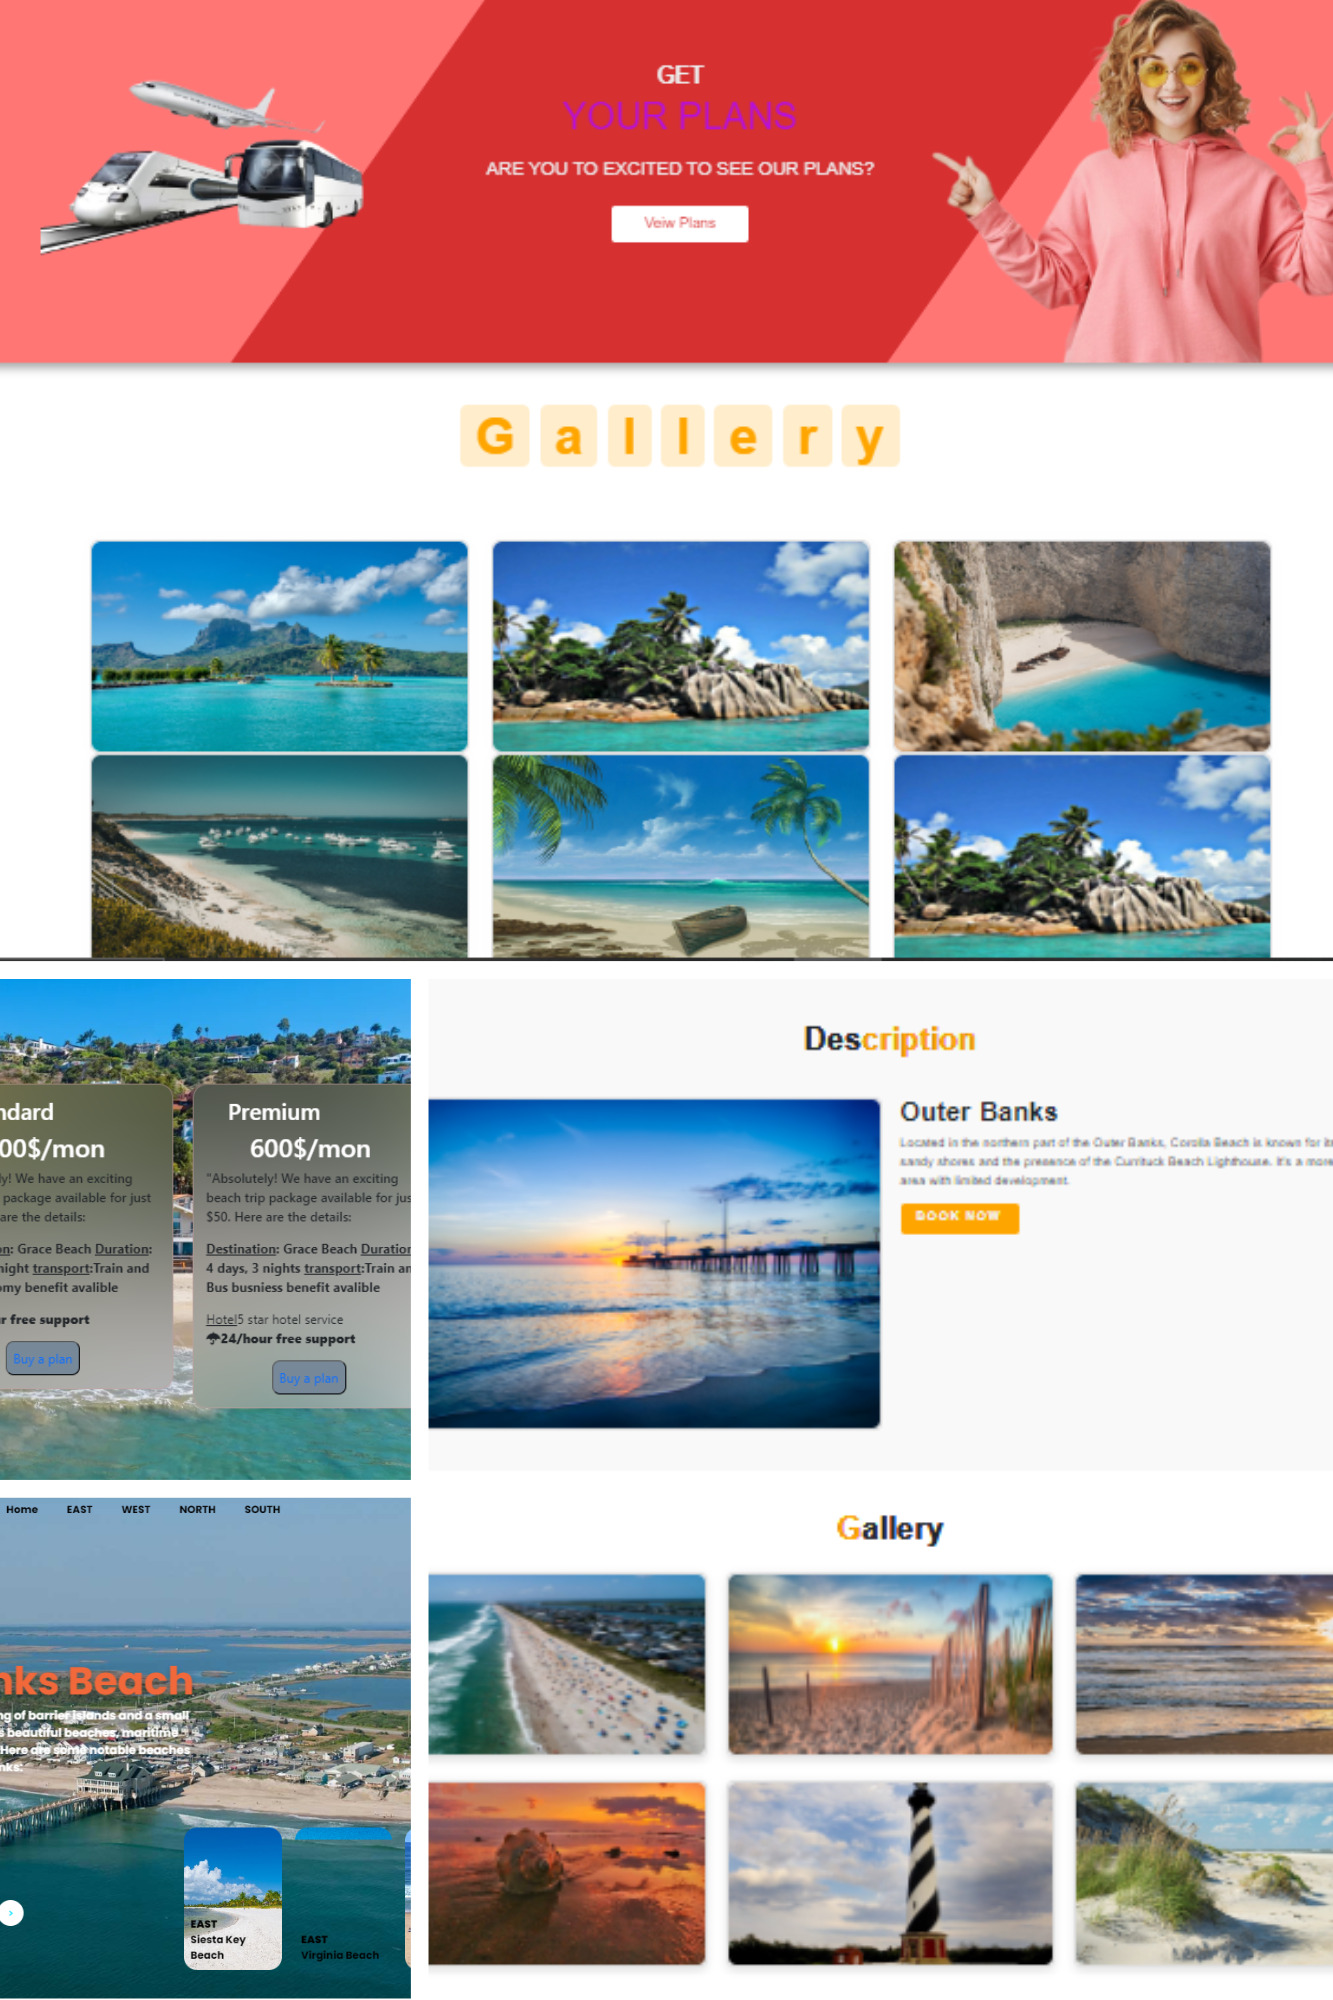 GET
YOUR PLANS
ARE YOU TO EXCITED TO SEE OUR PLANS?
Veiw Plans
Gallery
ndard
00$/mon
ly! We have an exciting
package available for just
are the details:
on: Grace Beach Duration:
night transport:Train and
omy benefit avalible
r free support
Buy a plan
Premium
600$/mon
"Absolutely! We have an exciting
beach trip package available for jus
$50. Here are the details:
Destination: Grace Beach Duration
4 days, 3 nights transport:Train an
Bus busniess benefit avalible
Hotel5 star hotel service
24/hour free support
Buy a plan
Description
Outer Banks
Located in the northern part of the Outer Banks, Corolla Beach is known for its
sandy shores and the presence of the Currituck Beach Lighthouse. It's a more
area with limited development.
BOOK NOW
Home EAST WEST NORTH SOUTH
nks Beach
ng of barrier islands and a small
s beautiful beaches, maritime
Here are some notable beaches
nks:
EAST
Siesta Key
Beach
EAST
Virginia Beach
Gallery